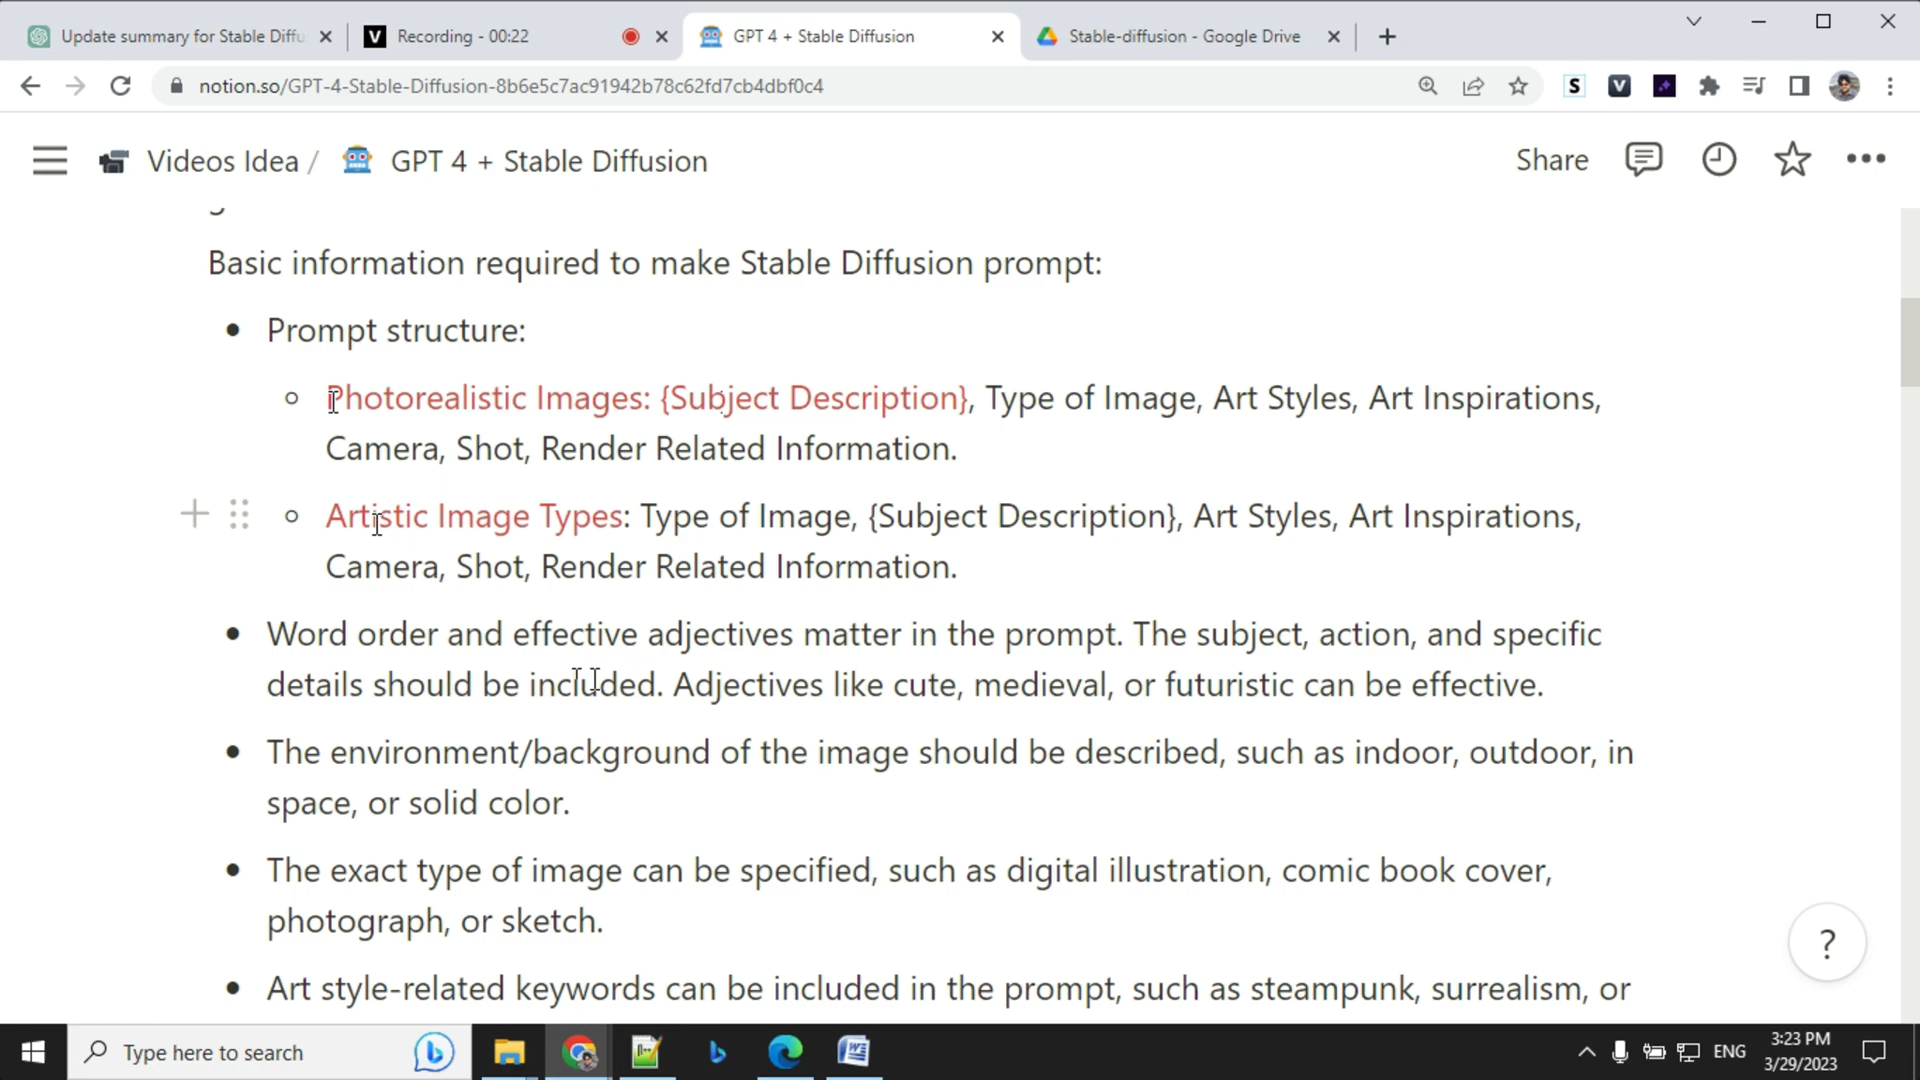 Update summary for Stable Diffu
Recording - 00:22
GPT 4 + Stable Diffusion
Stable-diffusion - Google Drive
notion.so/GPT-4-Stable-Diffusion-8b6e5c7ac91942b78c62fd7cb4dbf0c4
Videos Idea / GPT 4 + Stable Diffusion
Share
Basic information required to make Stable Diffusion prompt:
• Prompt structure:
Photorealistic Images: {Subject Description}, Type of Image, Art Styles, Art Inspirations,
Camera, Shot, Render Related Information.
Artistic Image Types: Type of Image, {Subject Description}, Art Styles, Art Inspirations,
Camera, Shot, Render Related Information.
• Word order and effective adjectives matter in the prompt. The subject, action, and specific
details should be included. Adjectives like cute, medieval, or futuristic can be effective.
• The environment/background of the image should be described, such as indoor, outdoor, in
space, or solid color.
• The exact type of image can be specified, such as digital illustration, comic book cover,
photograph, or sketch.
• Art style-related keywords can be included in the prompt, such as steampunk, surrealism, or
?
Type here to search
ENG
3:23 PM
3/29/2023